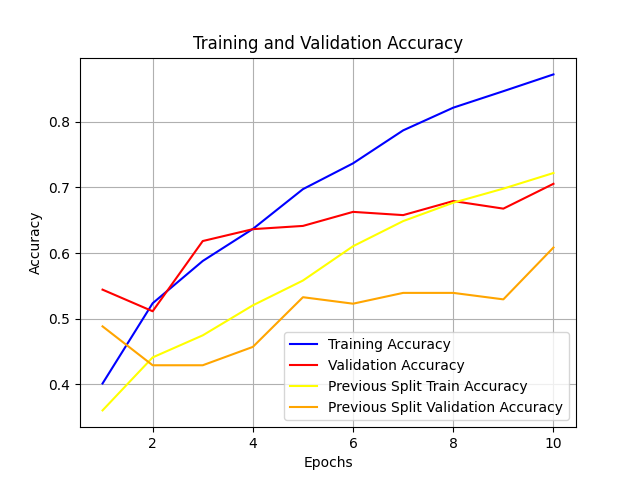 Training and Validation Accuracy
Accuracy
0.8
0.7
0.6
0.5
0.4
Training Accuracy
Validation Accuracy
Previous Split Train Accuracy
Previous Split Validation Accuracy
2 4 6 8 10
Epochs